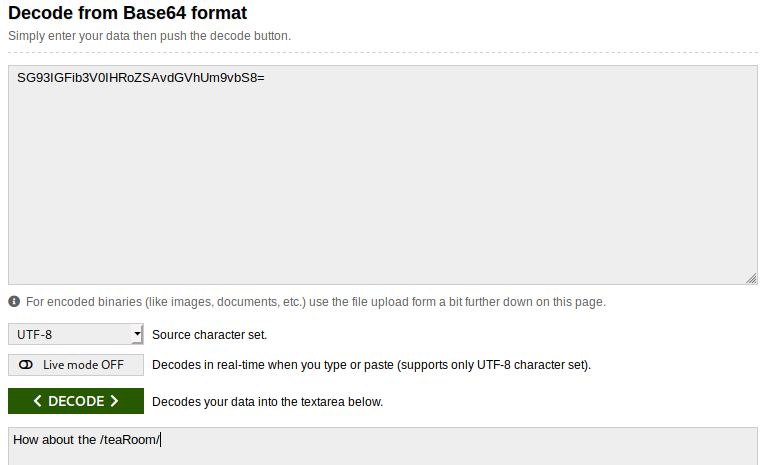 Decode from Base64 format
Simply enter your data then push the decode button.
SG93IGFib3V0IHRoZSAvdGVhUm9vbS8=
For encoded binaries (like images, documents, etc.) use the file upload form a bit further down on this page.
UTF-8 Source character set.
Live mode OFF Decodes in real-time when you type or paste (supports only UTF-8 character set).
< DECODE > Decodes your data into the textarea below.
How about the /teaRoom/